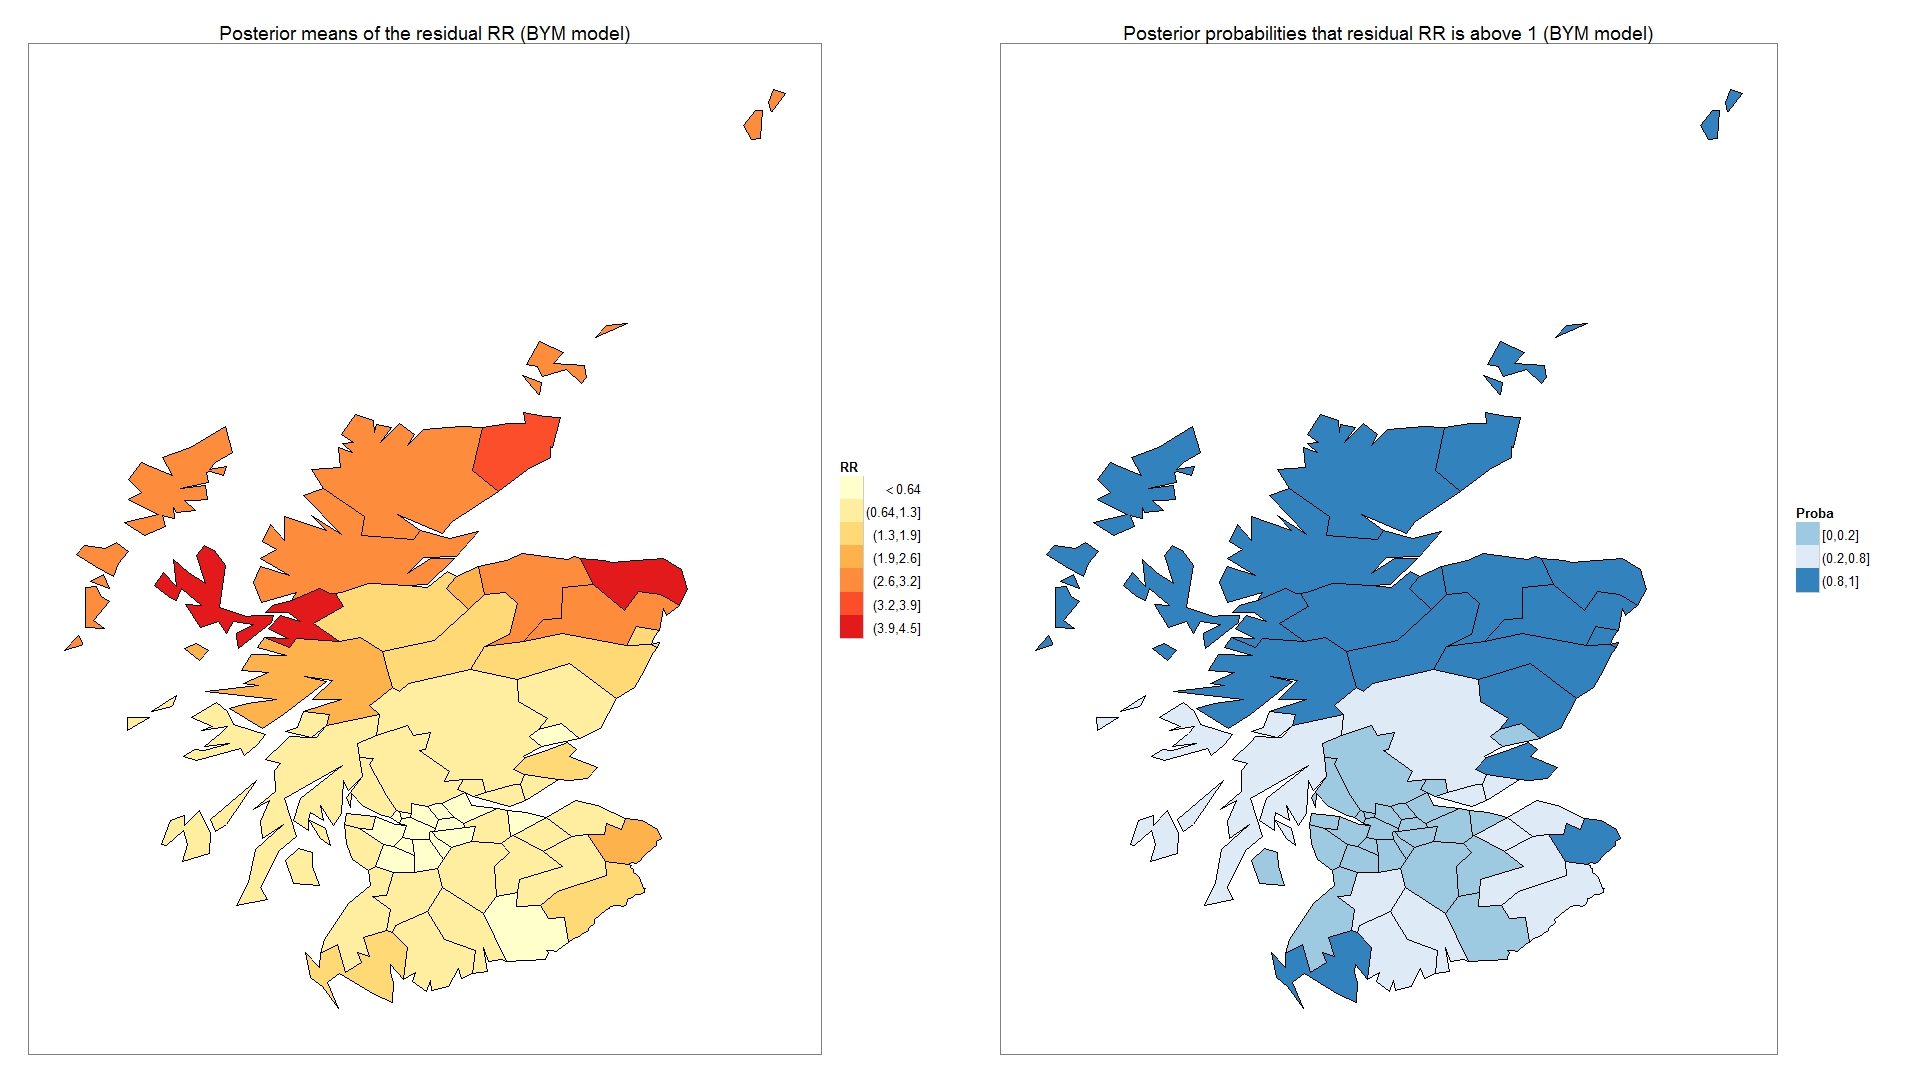 Posterior means of the residual RR (BYM model)
Posterior probabilities that residual RR is above 1 (BYM model)
RR
< 0.64
(0.64,1.3]
(1.3,1.9]
(1.9,2.6]
(2.6,3.2]
(3.2,3.9]
(3.9,4.5]
Proba
[0,0.2]
(0.2,0.8]
(0.8,1]